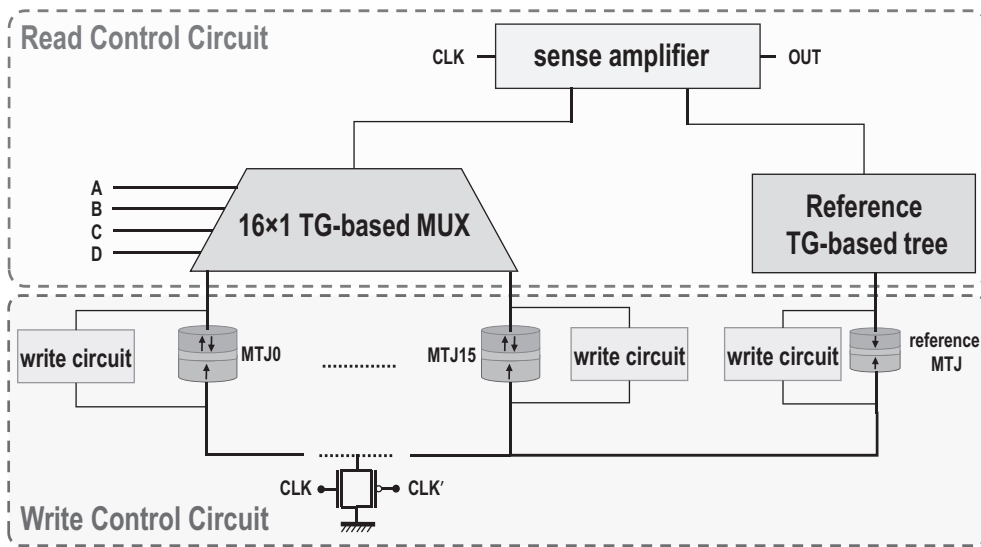 Read Control Circuit
CLK
sense amplifier
OUT
A
B
C
D
16×1 TG-based MUX
Reference
TG-based tree
write circuit
MTJ0
MTJ15
write circuit
write circuit
reference
MTJ
CLK
CLK′
Write Control Circuit